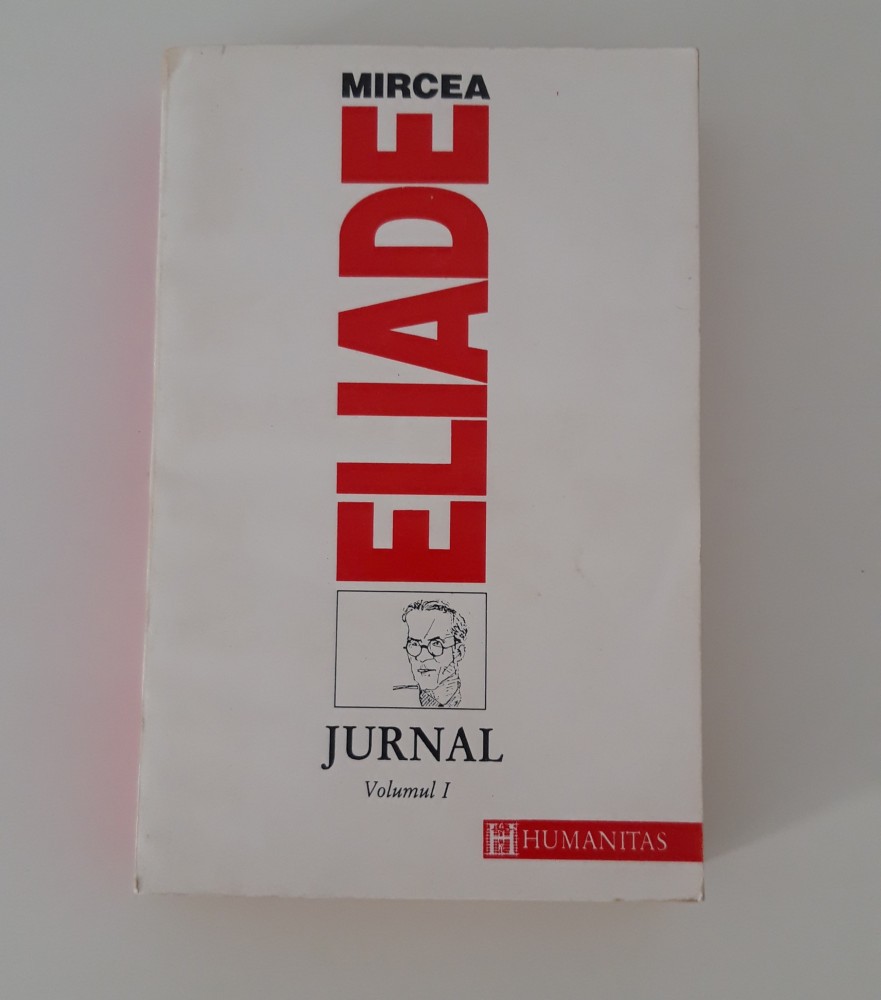 MIRCEA
ELIADE
JURNAL
Volumul I
HUMANITAS